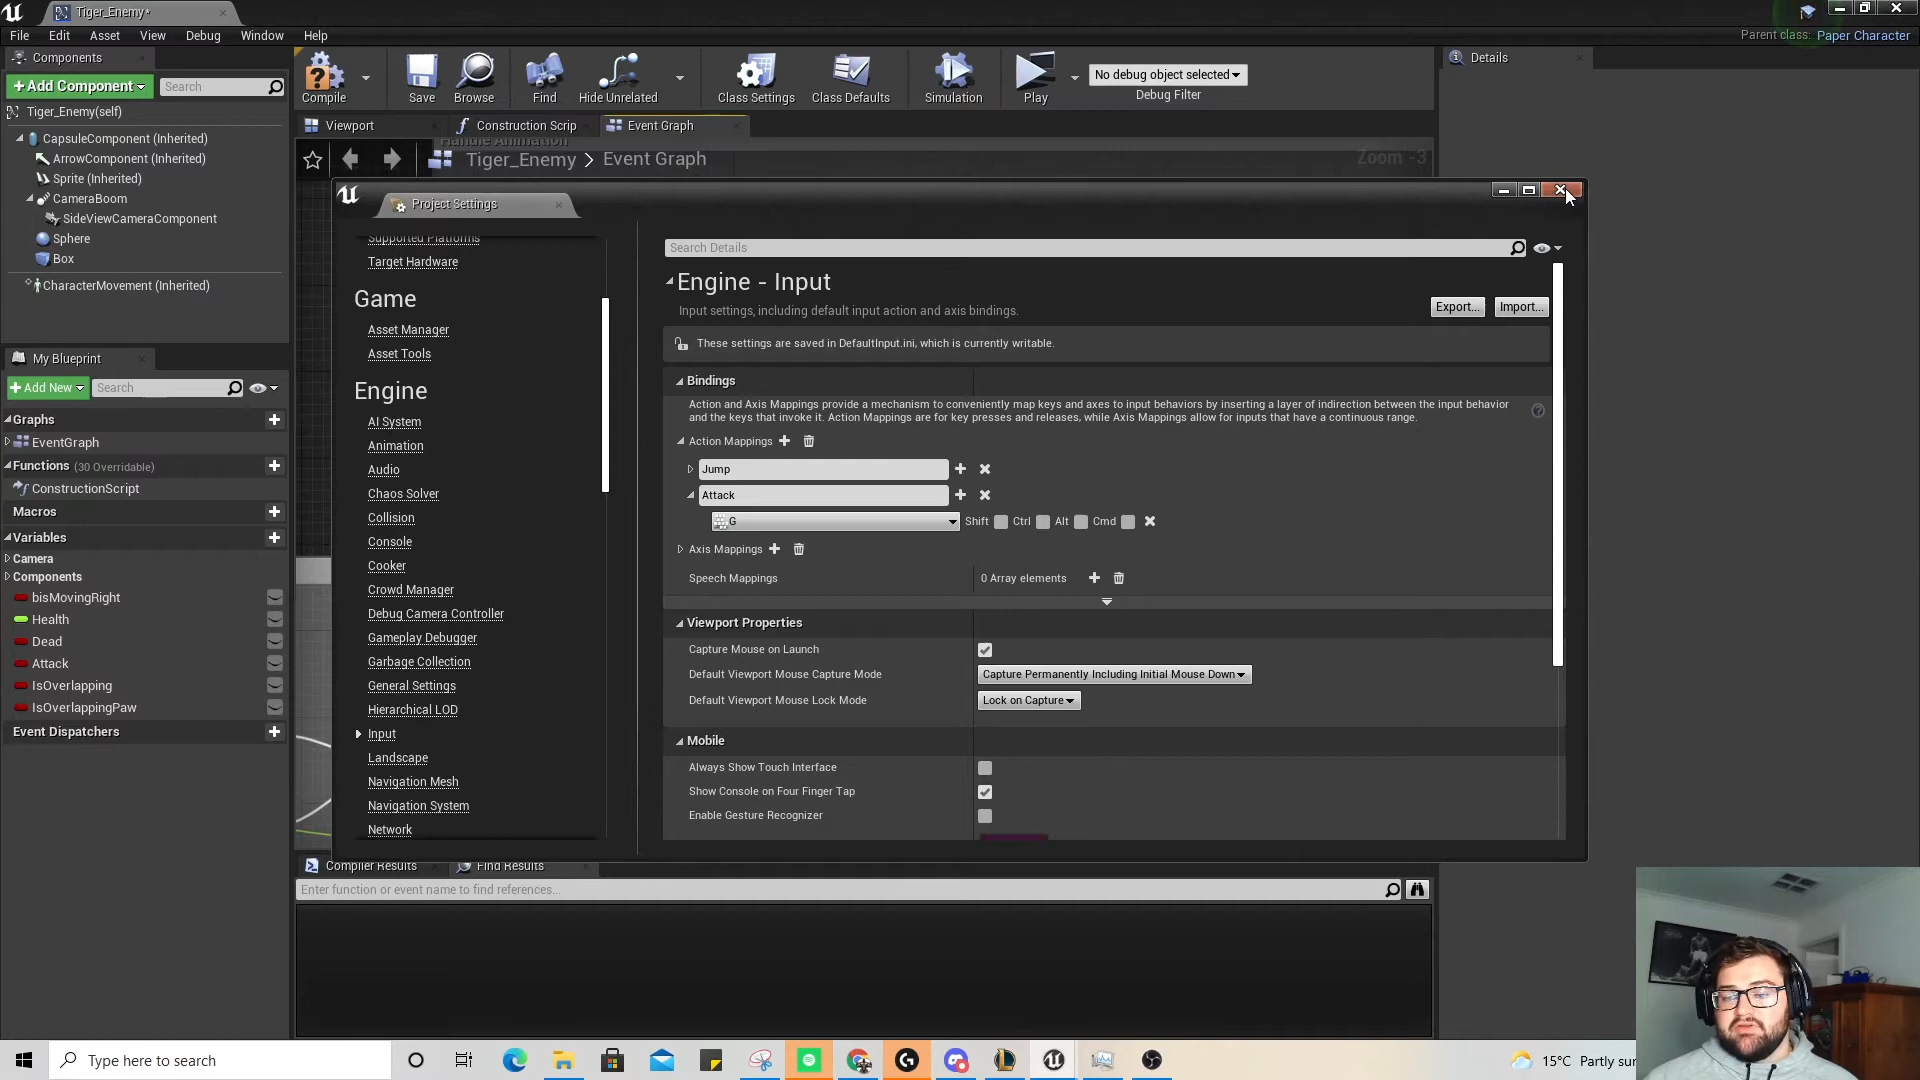 Tiger_Enemy*
File Edit Asset View Debug Window Help
Parent class: Paper Character
Components
+Add Component
Search
Tiger_Enemy(self)
CapsuleComponent (Inherited)
ArrowComponent (Inherited)
Sprite (Inherited)
CameraBoom
SideViewCameraComponent
Sphere
Box
CharacterMovement (Inherited)
Compile
Save
Browse
Find
Hide Unrelated
Class Settings
Class Defaults
Simulation
Play
No debug object selected
Debug Filter
Details
Viewport
Construction Scrip
Event Graph
Handle Animation
Tiger_Enemy > Event Graph
Zoom -3
My Blueprint
+Add New
Search
Graphs
EventGraph
Functions (30 Overridable)
ConstructionScript
Macros
Variables
Camera
Components
bisMovingRight
Health
Dead
Attack
IsOverlapping
IsOverlappingPaw
Event Dispatchers
Project Settings
Supported Platforms
Target Hardware
Game
Asset Manager
Asset Tools
Engine
AI System
Animation
Audio
Chaos Solver
Collision
Console
Cooker
Crowd Manager
Debug Camera Controller
Gameplay Debugger
Garbage Collection
General Settings
Hierarchical LOD
Input
Landscape
Navigation Mesh
Navigation System
Network
Search Details
Engine - Input
Input settings, including default input action and axis bindings.
Export...
Import...
These settings are saved in DefaultInput.ini, which is currently writable.
Bindings
Action and Axis Mappings provide a mechanism to conveniently map keys and axes to input behaviors by inserting a layer of indirection between the input behavior
and the keys that invoke it. Action Mappings are for key presses and releases, while Axis Mappings allow for inputs that have a continuous range.
Action Mappings
Jump
Attack
G
Shift Ctrl Alt Cmd
Axis Mappings
Speech Mappings
0 Array elements
Viewport Properties
Capture Mouse on Launch
Default Viewport Mouse Capture Mode
Capture Permanently Including Initial Mouse Down
Default Viewport Mouse Lock Mode
Lock on Capture
Mobile
Always Show Touch Interface
Show Console on Four Finger Tap
Enable Gesture Recognizer
Compiler Results
Find Results
Enter function or event name to find references...
Type here to search
15°C Partly sun